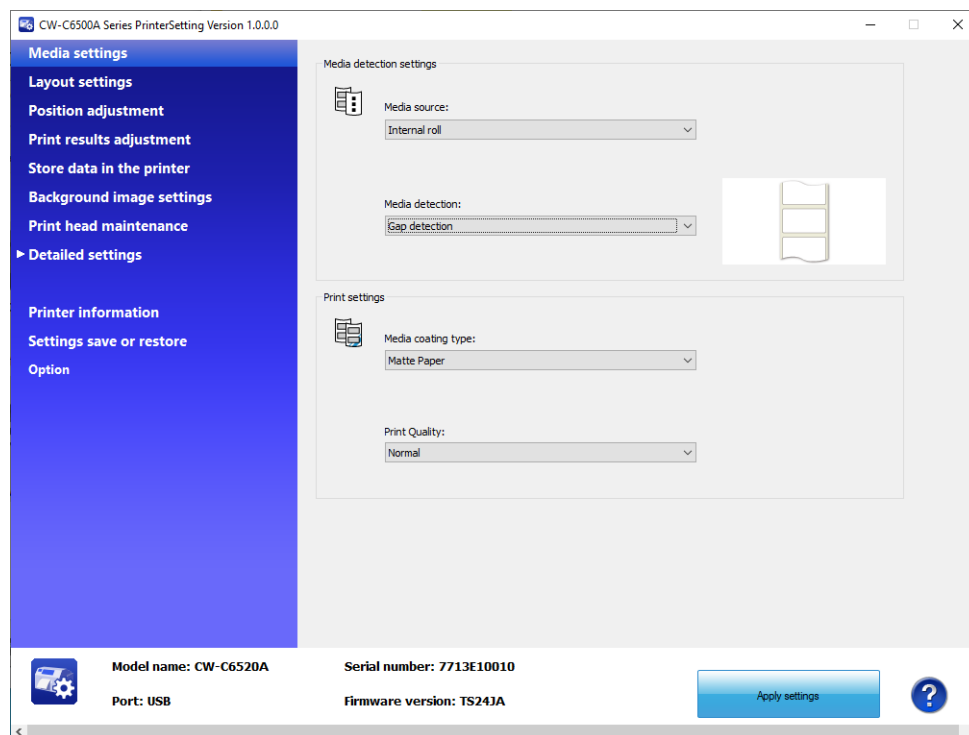 CW-C6500A Series PrinterSetting Version 1.0.0.0
Media settings
Layout settings
Position adjustment
Print results adjustment
Store data in the printer
Background image settings
Print head maintenance
Detailed settings
Printer information
Settings save or restore
Option
Media detection settings
Media source:
Internal roll
Media detection:
Gap detection
Print settings
Media coating type:
Matte Paper
Print Quality:
Normal
Model name: CW-C6520A
Serial number: 7713E10010
Port: USB
Firmware version: TS24JA
Apply settings
?